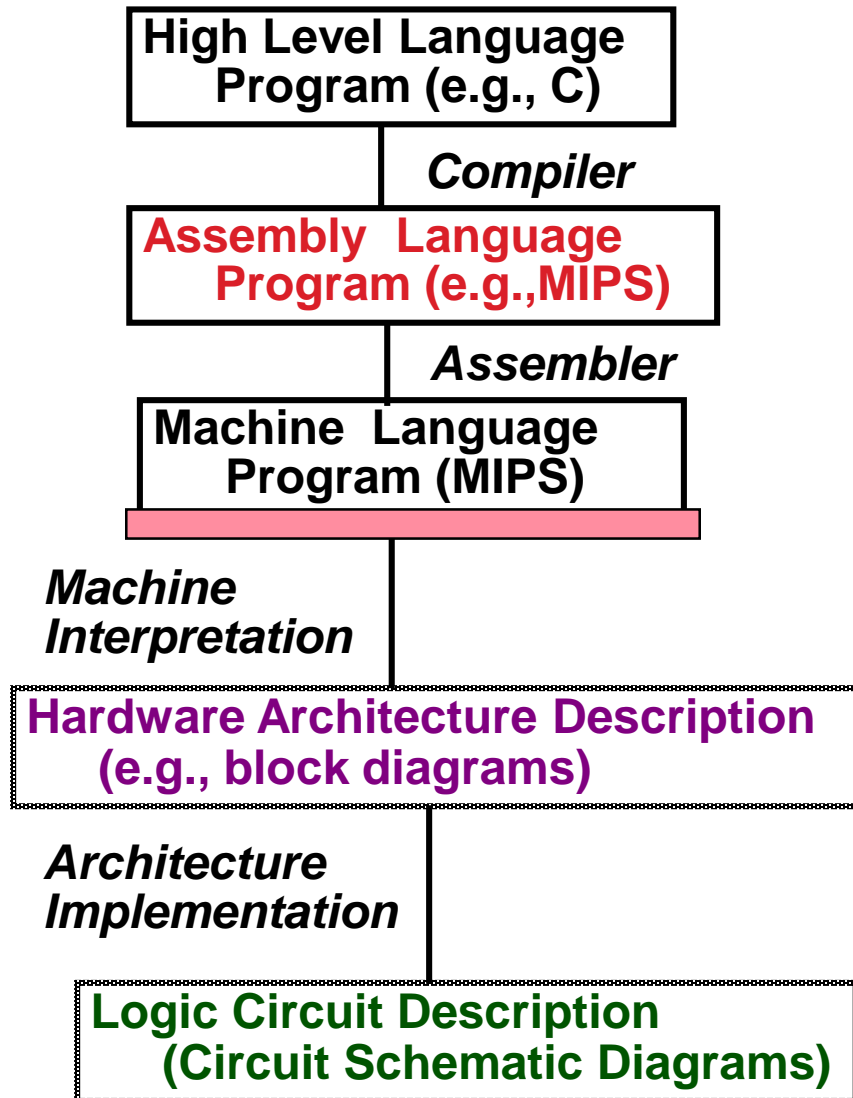 High Level Language
Program (e.g., C)
Compiler
Assembly Language
Program (e.g.,MIPS)
Assembler
Machine Language
Program (MIPS)
Machine
Interpretation
Hardware Architecture Description
(e.g., block diagrams)
Architecture
Implementation
Logic Circuit Description
(Circuit Schematic Diagrams)